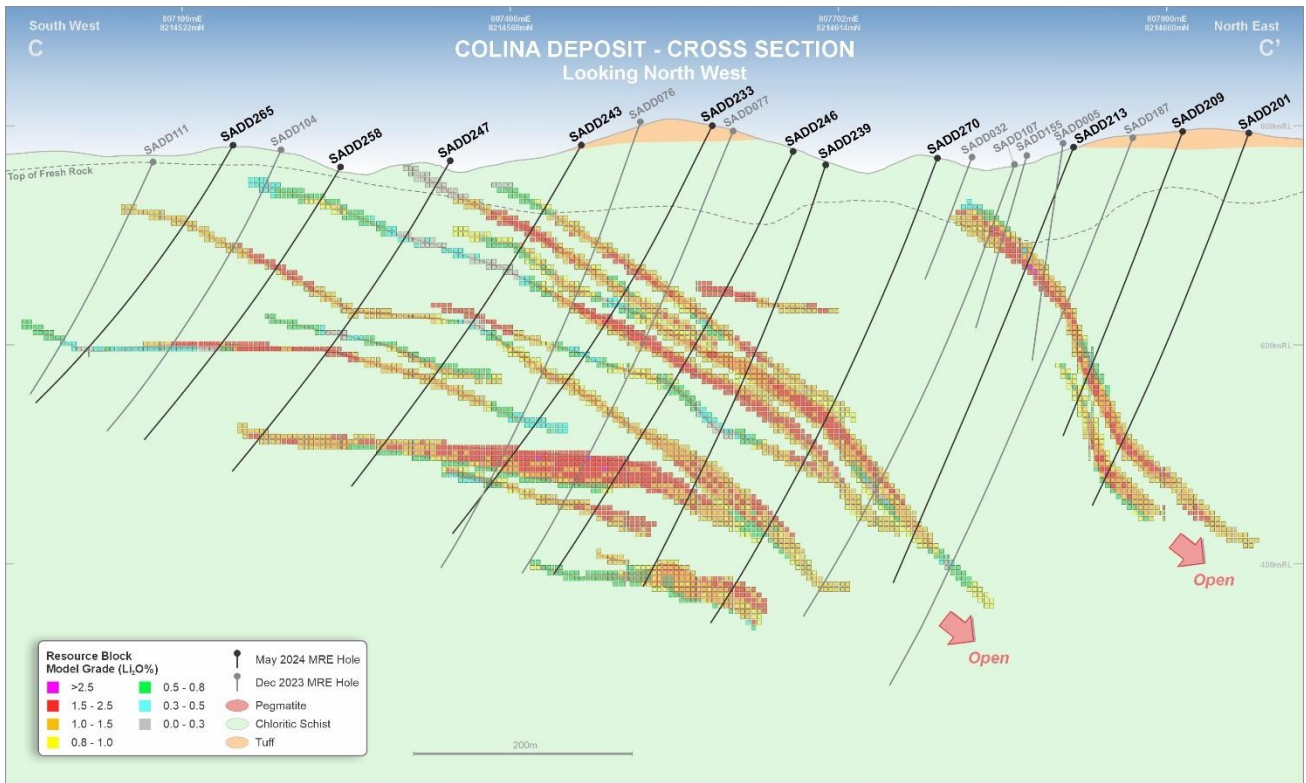 807100mE
8214522mN
807405mE
8214568mN
807702mE
8214614mN
807999mE
8214660mN
South West
North East
C
COLINA DEPOSIT - CROSS SECTION
C'
Looking North West
SADD111
SADD265
SADD104
SADD258
SADD247
SADD243
SADD076
SADD233
SADD077
SADD246
SADD239
SADD270
SADD032
SADD107
SADD155
SADD005
SADD213
SADD187
SADD209
SADD201
800mRL
Top of Fresh Rock
600mRL
400mRL
Open
Open
Resource Block
Model Grade (Li₂O%)
>2.5
1.5 - 2.5
1.0 - 1.5
0.8 - 1.0
0.5 - 0.8
0.3 - 0.5
0.0 - 0.3
May 2024 MRE Hole
Dec 2023 MRE Hole
Pegmatite
Chloritic Schist
Tuff
200m